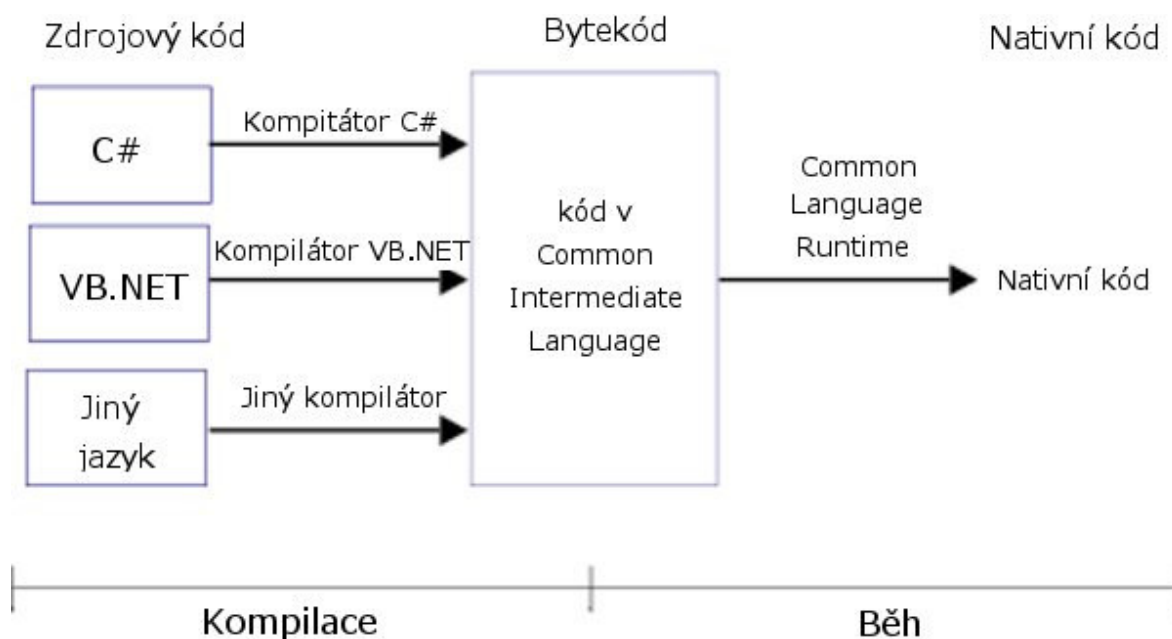 Zdrojový kód
Bytekód
Nativní kód
C#
Kompitátor C#
VB.NET
Kompilátor VB.NET
Jiný
jazyk
Jiný kompilátor
kód v
Common
Intermediate
Language
Common
Language
Runtime
Nativní kód
Kompilace
Běh